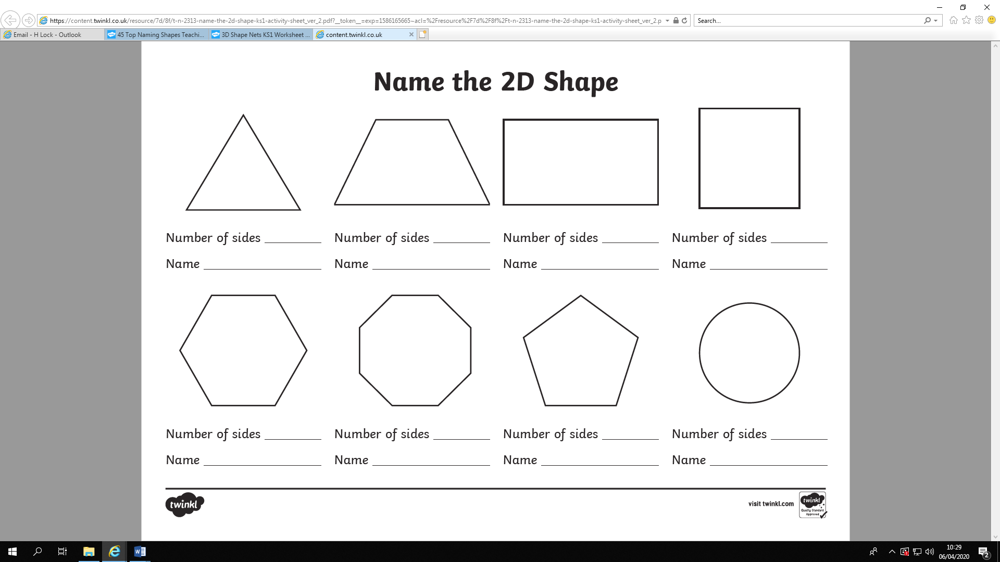 https://content.twinkl.co.uk/resource/7d/8f/t-n-2313-name-the-2d-shape-ks1-activity-sheet_ver_2.pdf?__token__=exp=1586165665~acl=%2Fresource%2F7d%2F8f%2Ft-n-2313-name-the-2d-shape-ks1-activity-sheet_ver_2.p Search...
Email - H Lock - Outlook 45 Top Naming Shapes Teachi... 3D Shape Nets KS1 Worksheet ... content.twinkl.co.uk
Name the 2D Shape
Number of sides ________ Number of sides ________ Number of sides ________ Number of sides ________
Name ________________ Name ________________ Name ________________ Name ________________
Number of sides ________ Number of sides ________ Number of sides ________ Number of sides ________
Name ________________ Name ________________ Name ________________ Name ________________
twinkl visit twinkl.com twinkl
Quality Standard
Approved
10:29
06/04/2020 2